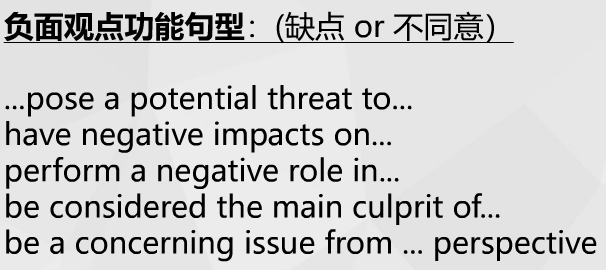 负面观点功能句型：(缺点 or 不同意）
...pose a potential threat to...
have negative impacts on...
perform a negative role in...
be considered the main culprit of...
be a concerning issue from ... perspective